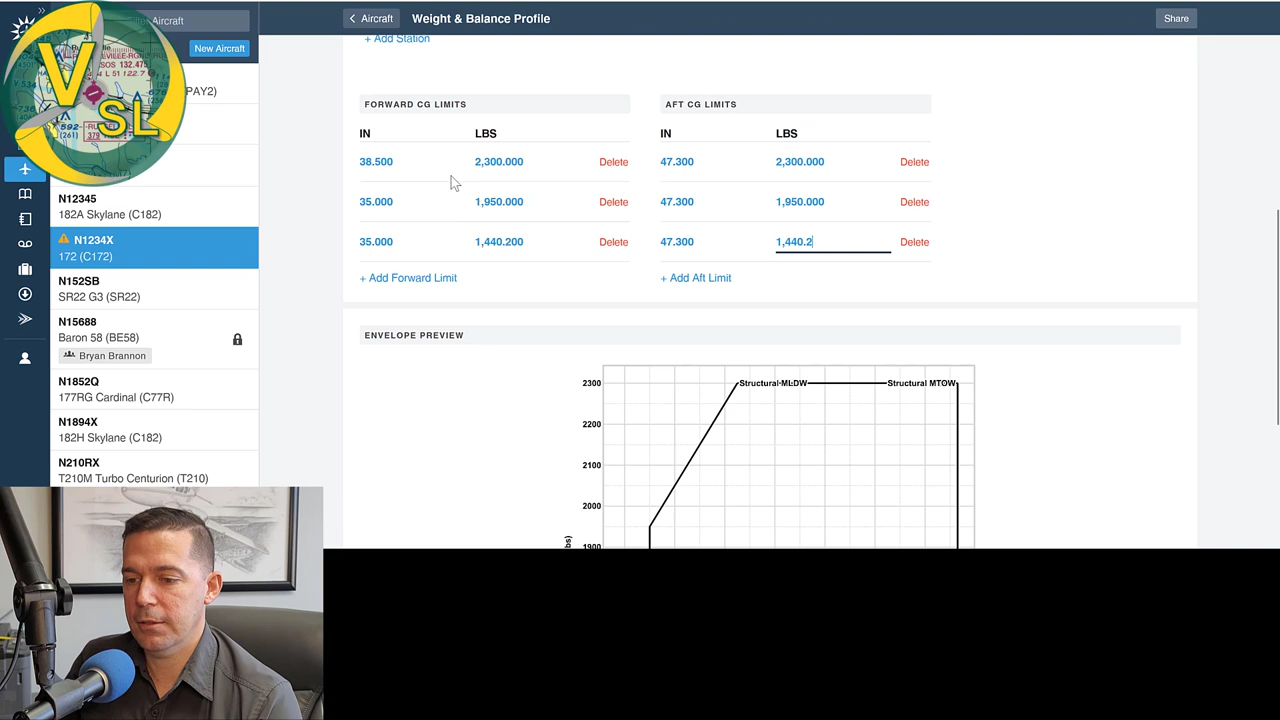 Aircraft
Weight & Balance Profile
Share
Aircraft
New Aircraft
+ Add Station
PAY2)
V
SL
N12345
182A Skylane (C182)
N1234X
172 (C172)
N152SB
SR22 G3 (SR22)
N15688
Baron 58 (BE58)
Bryan Brannon
N1852Q
177RG Cardinal (C77R)
N1894X
182H Skylane (C182)
N210RX
T210M Turbo Centurion (T210)
FORWARD CG LIMITS
IN LBS
38.500 2,300.000 Delete
35.000 1,950.000 Delete
35.000 1,440.200 Delete
+ Add Forward Limit
AFT CG LIMITS
IN LBS
47.300 2,300.000 Delete
47.300 1,950.000 Delete
47.300 1,440.2 Delete
+ Add Aft Limit
ENVELOPE PREVIEW
2300
Structural MLDW
Structural MTOW
2200
2100
2000
1900
bs)